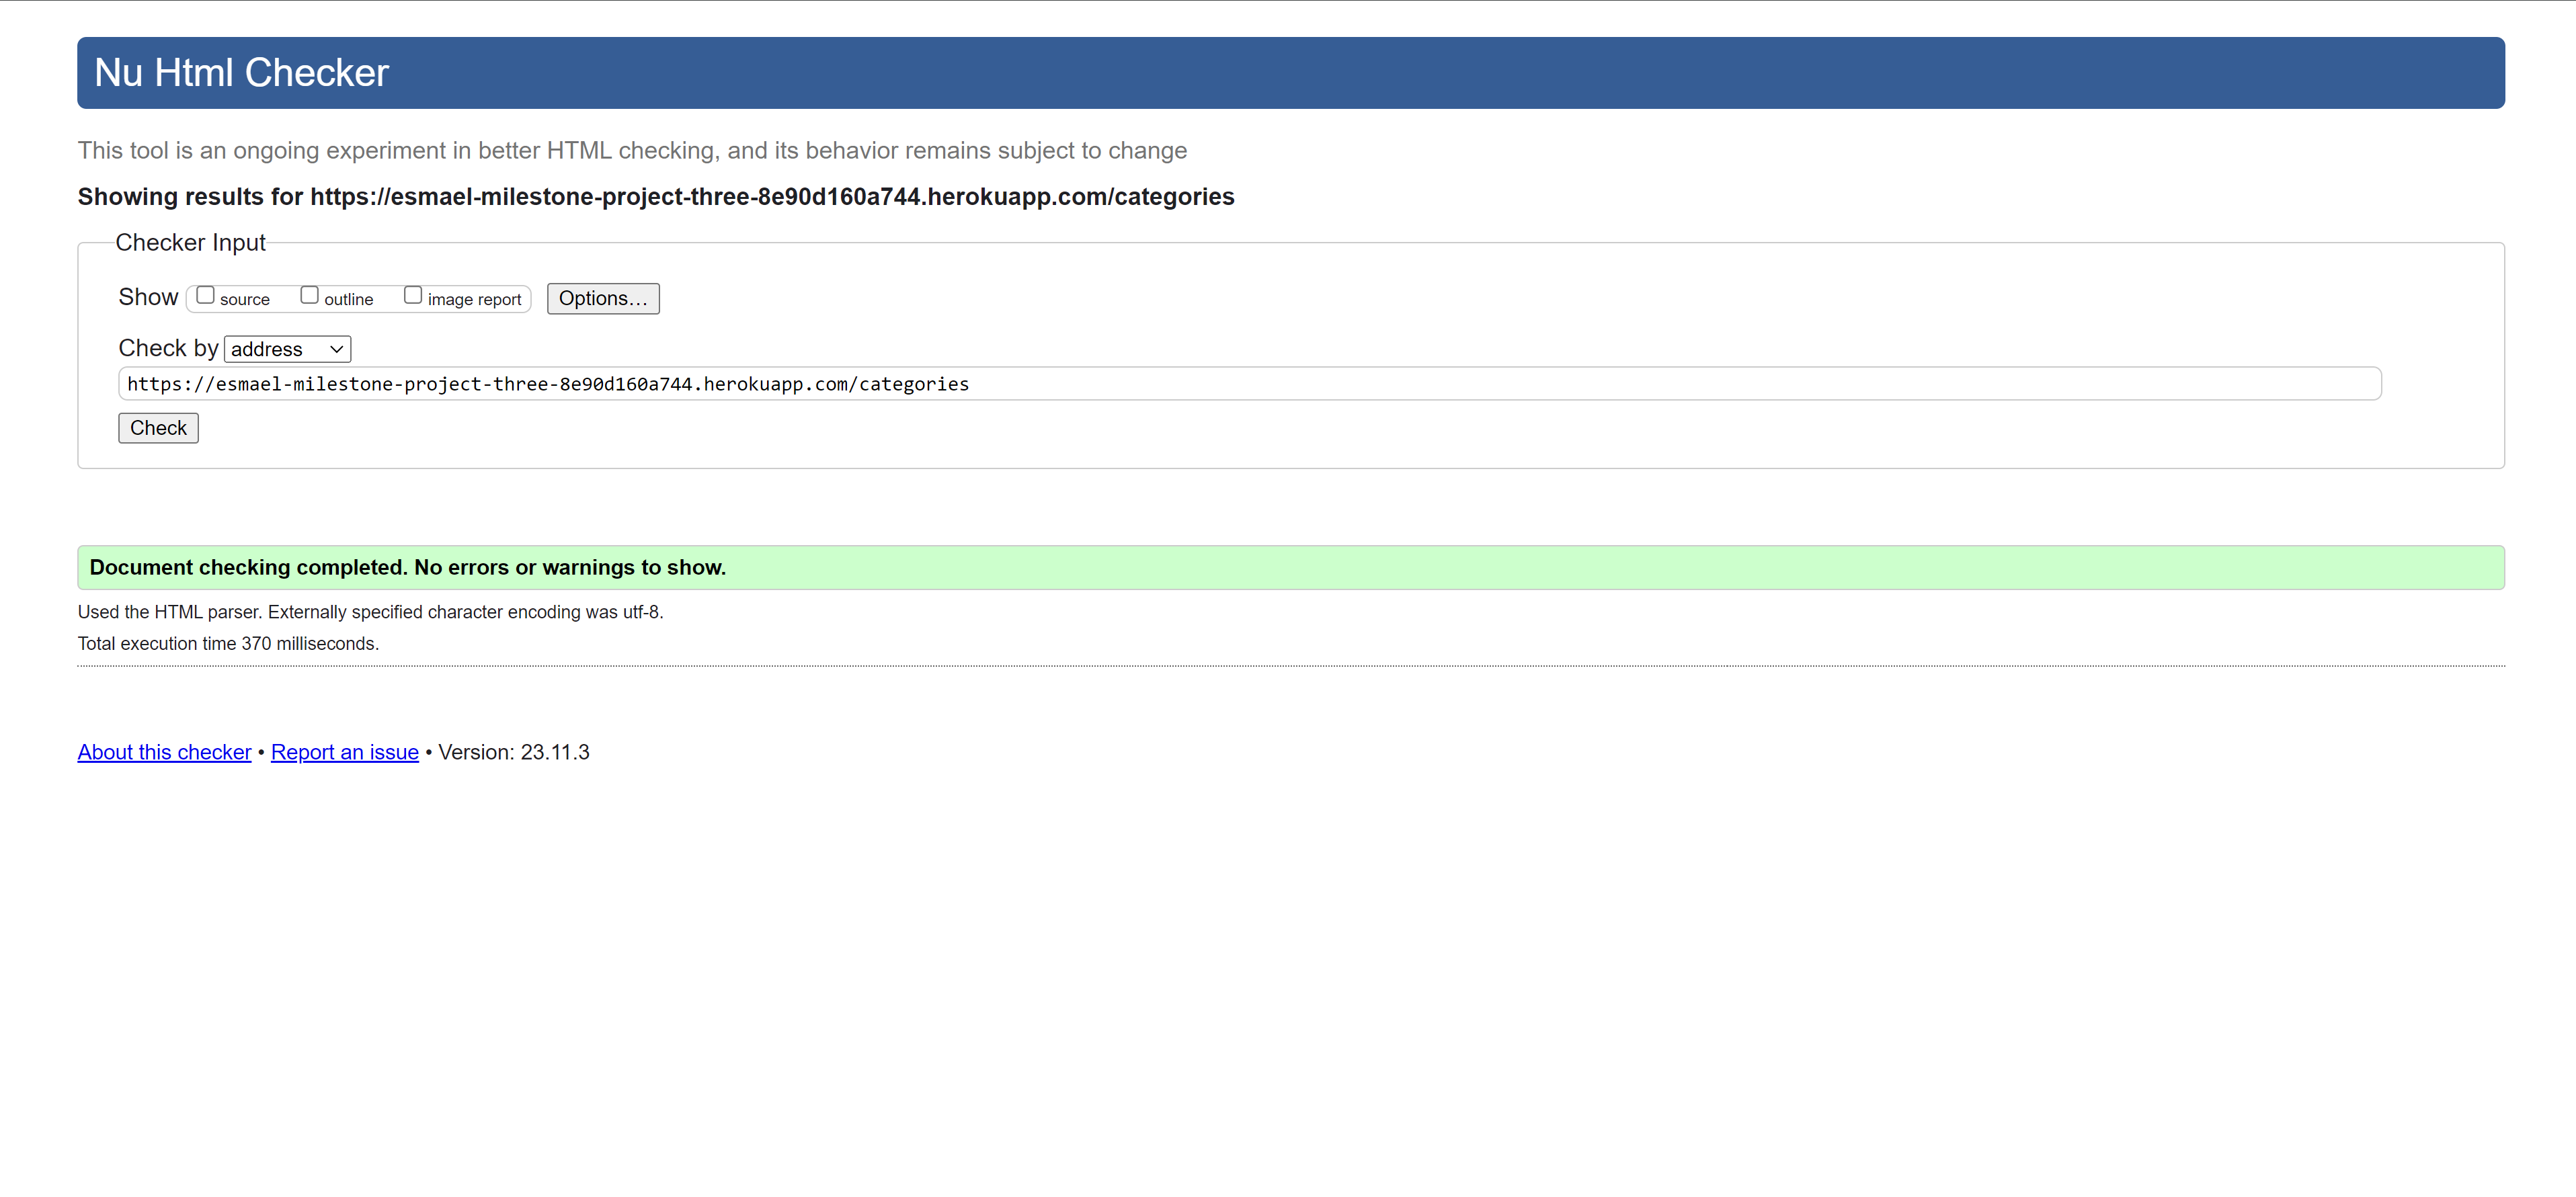 Nu Html Checker
This tool is an ongoing experiment in better HTML checking, and its behavior remains subject to change
Showing results for https://esmael-milestone-project-three-8e90d160a744.herokuapp.com/categories
Checker Input
Show source outline image report Options…
Check by address
https://esmael-milestone-project-three-8e90d160a744.herokuapp.com/categories
Check
Document checking completed. No errors or warnings to show.
Used the HTML parser. Externally specified character encoding was utf-8.
Total execution time 370 milliseconds.
About this checker • Report an issue • Version: 23.11.3